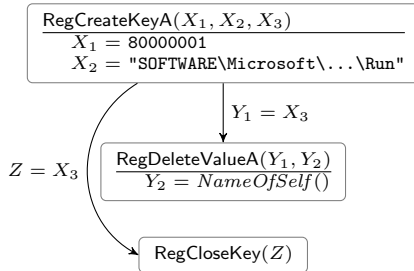 RegCreateKeyA(X₁, X₂, X₃)
X₁ = 80000001
X₂ = "SOFTWARE\Microsoft\...\Run"
Y₁ = X₃
Z = X₃
RegDeleteValueA(Y₁, Y₂)
Y₂ = NameOfSelf()
RegCloseKey(Z)